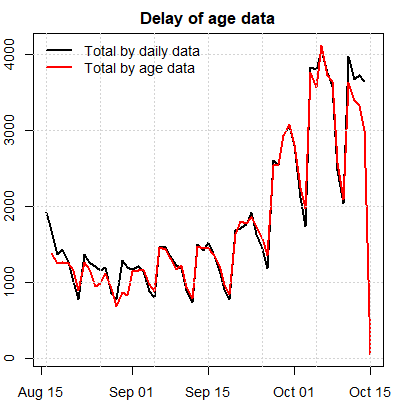 Delay of age data
Total by daily data
Total by age data
4000
3000
2000
1000
0
Aug 15 Sep 01 Sep 15 Oct 01 Oct 15